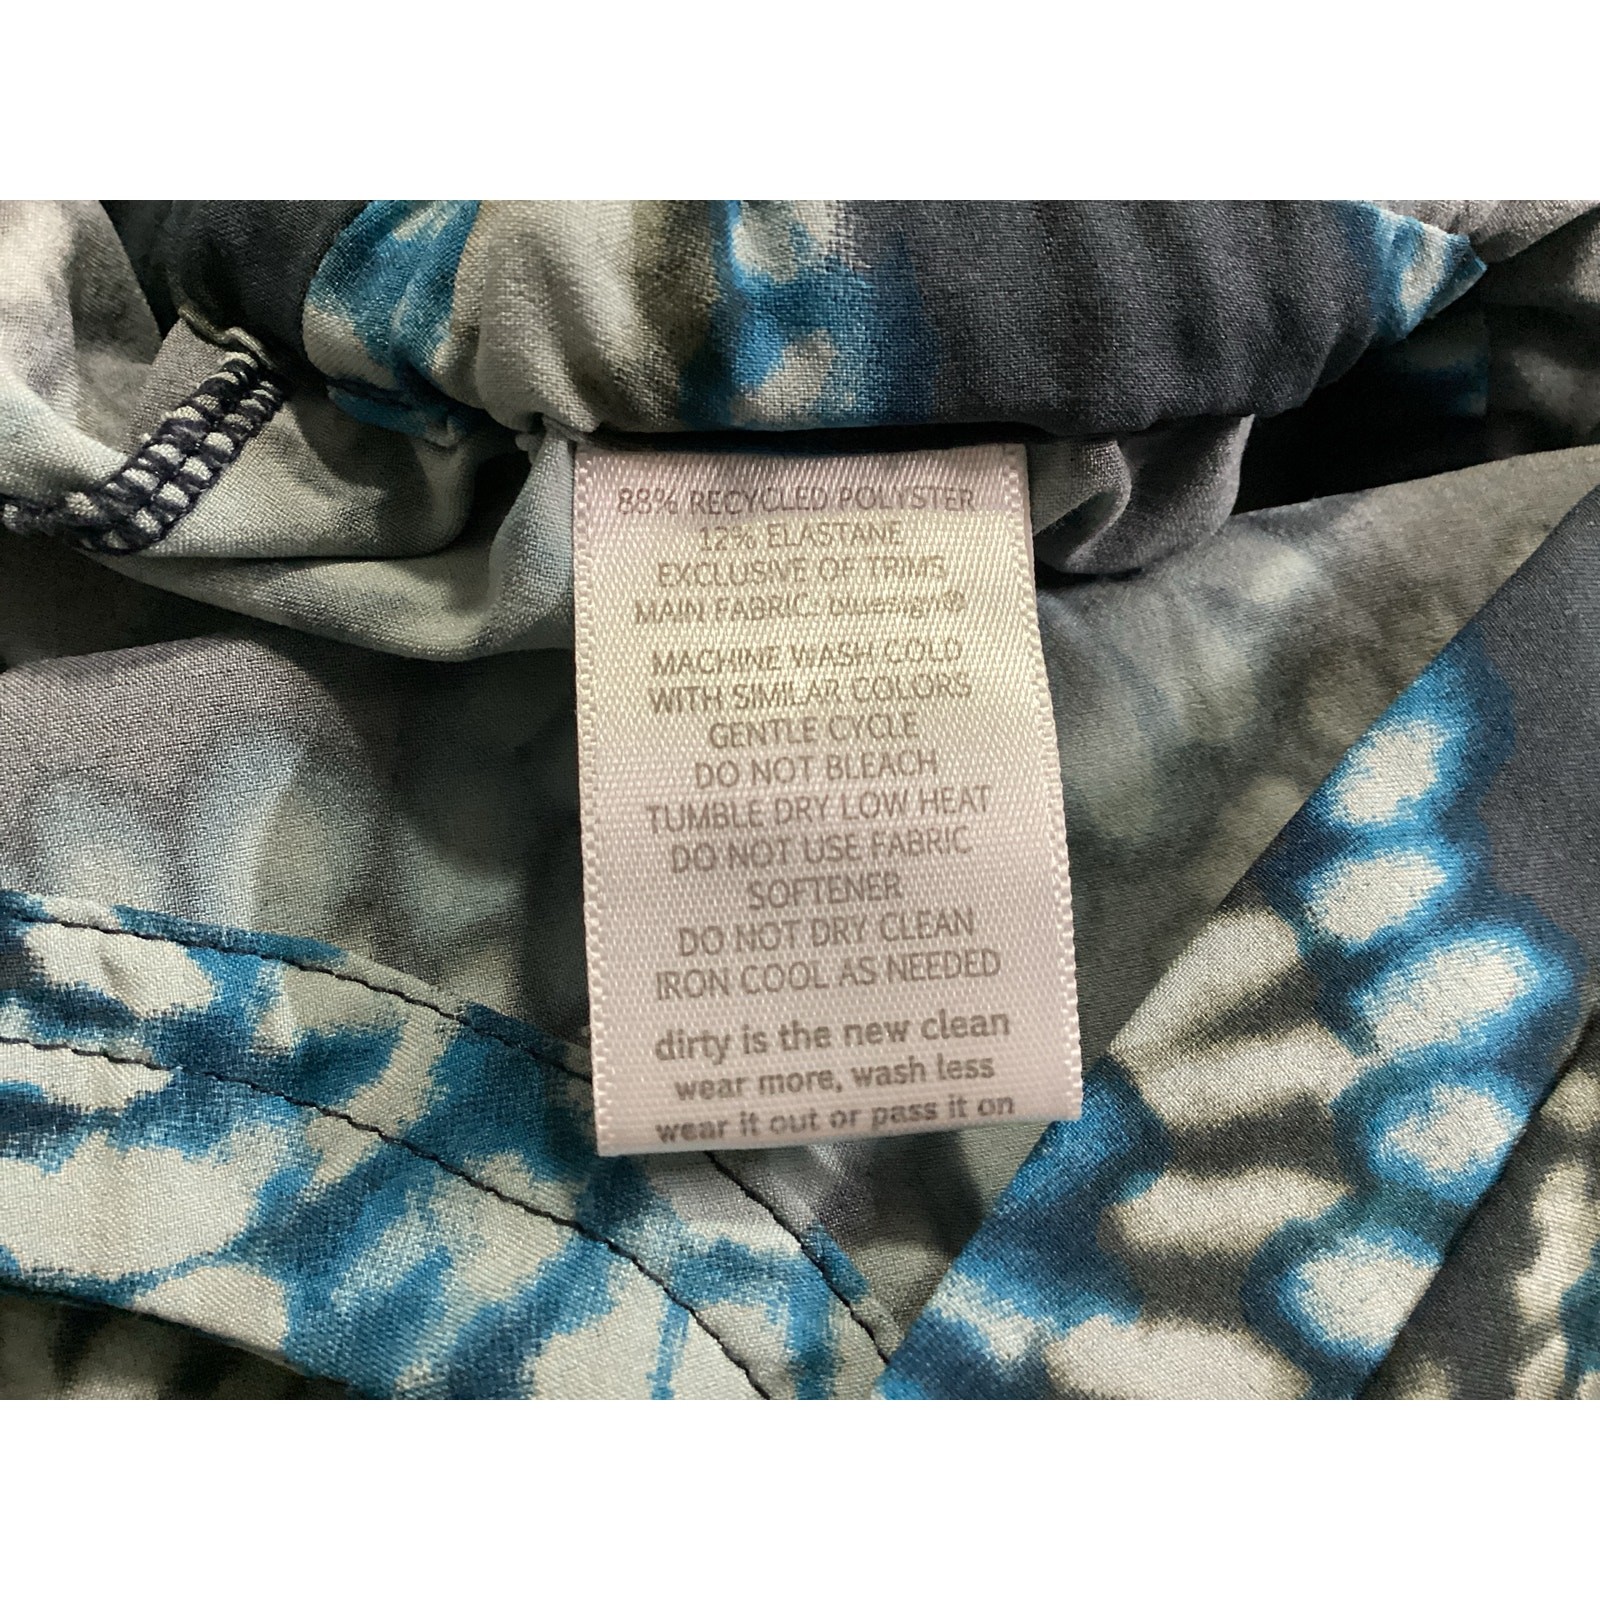 88% RECYCLED POLYSTER
12% ELASTANE
EXCLUSIVE OF TRIMS
MAIN FABRIC: bluesign®
MACHINE WASH COLD
WITH SIMILAR COLORS
GENTLE CYCLE
DO NOT BLEACH
TUMBLE DRY LOW HEAT
DO NOT USE FABRIC
SOFTENER
DO NOT DRY CLEAN
IRON COOL AS NEEDED
dirty is the new clean
wear more, wash less
wear it out or pass it on